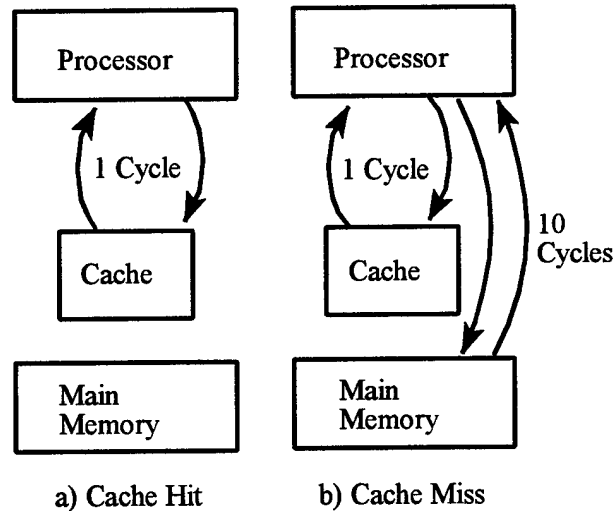 Processor
1 Cycle
Cache
Main
Memory
a) Cache Hit
Processor
1 Cycle
10
Cycles
Cache
Main
Memory
b) Cache Miss